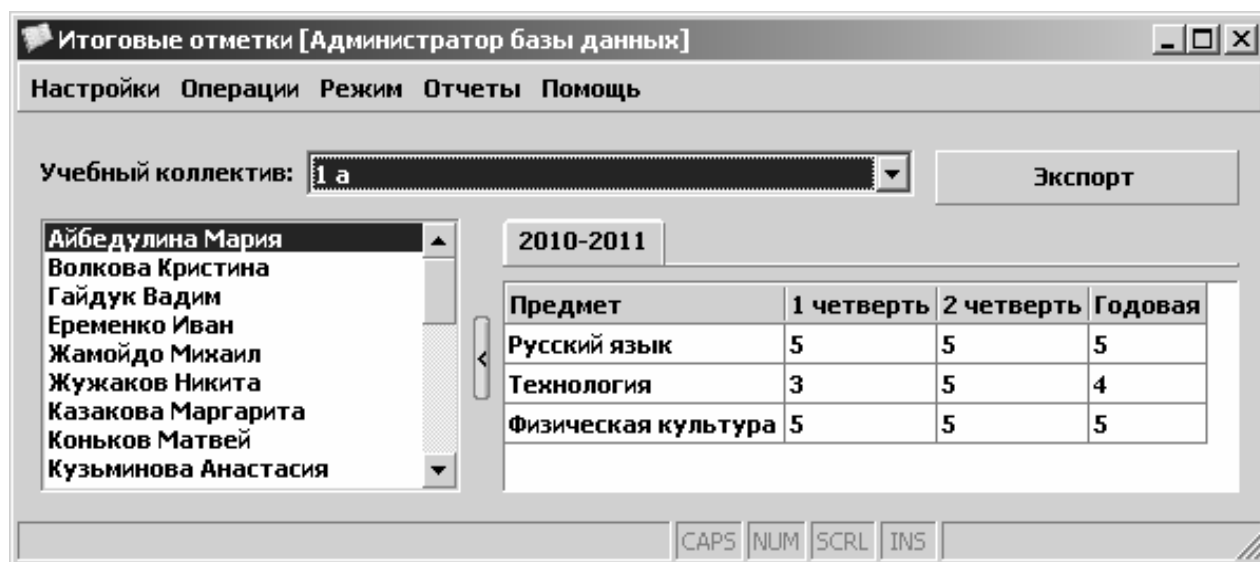 Итоговые отметки [Администратор базы данных]
Настройки Операции Режим Отчеты Помощь
Учебный коллектив: 1 а Экспорт
Айбедулина Мария
Волкова Кристина
Гайдук Вадим
Еременко Иван
Жамойдо Михаил
Жужаков Никита
Казакова Маргарита
Коньков Матвей
Кузьминова Анастасия
2010-2011
Предмет 1 четверть 2 четверть Годовая
Русский язык 5 5 5
Технология 3 5 4
Физическая культура 5 5 5
CAPS NUM SCRL INS